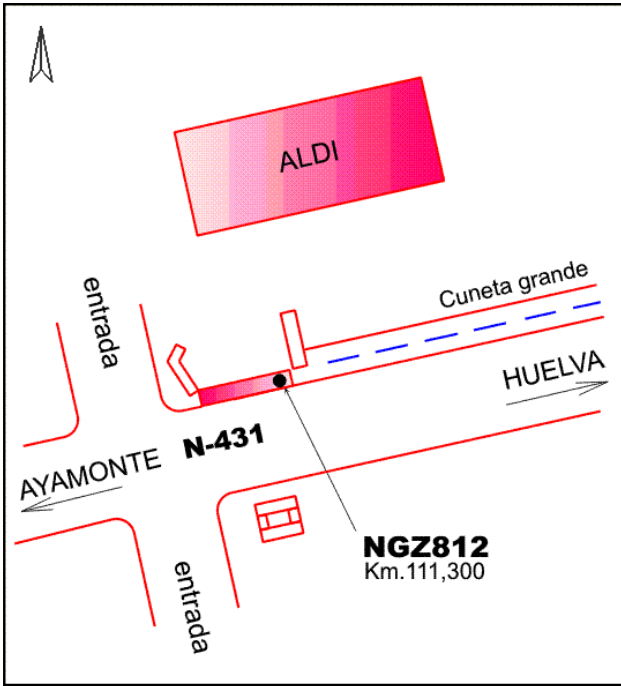 ALDI
entrada
Cuneta grande
HUELVA
N-431
AYAMONTE
NGZ812
Km.111,300
entrada